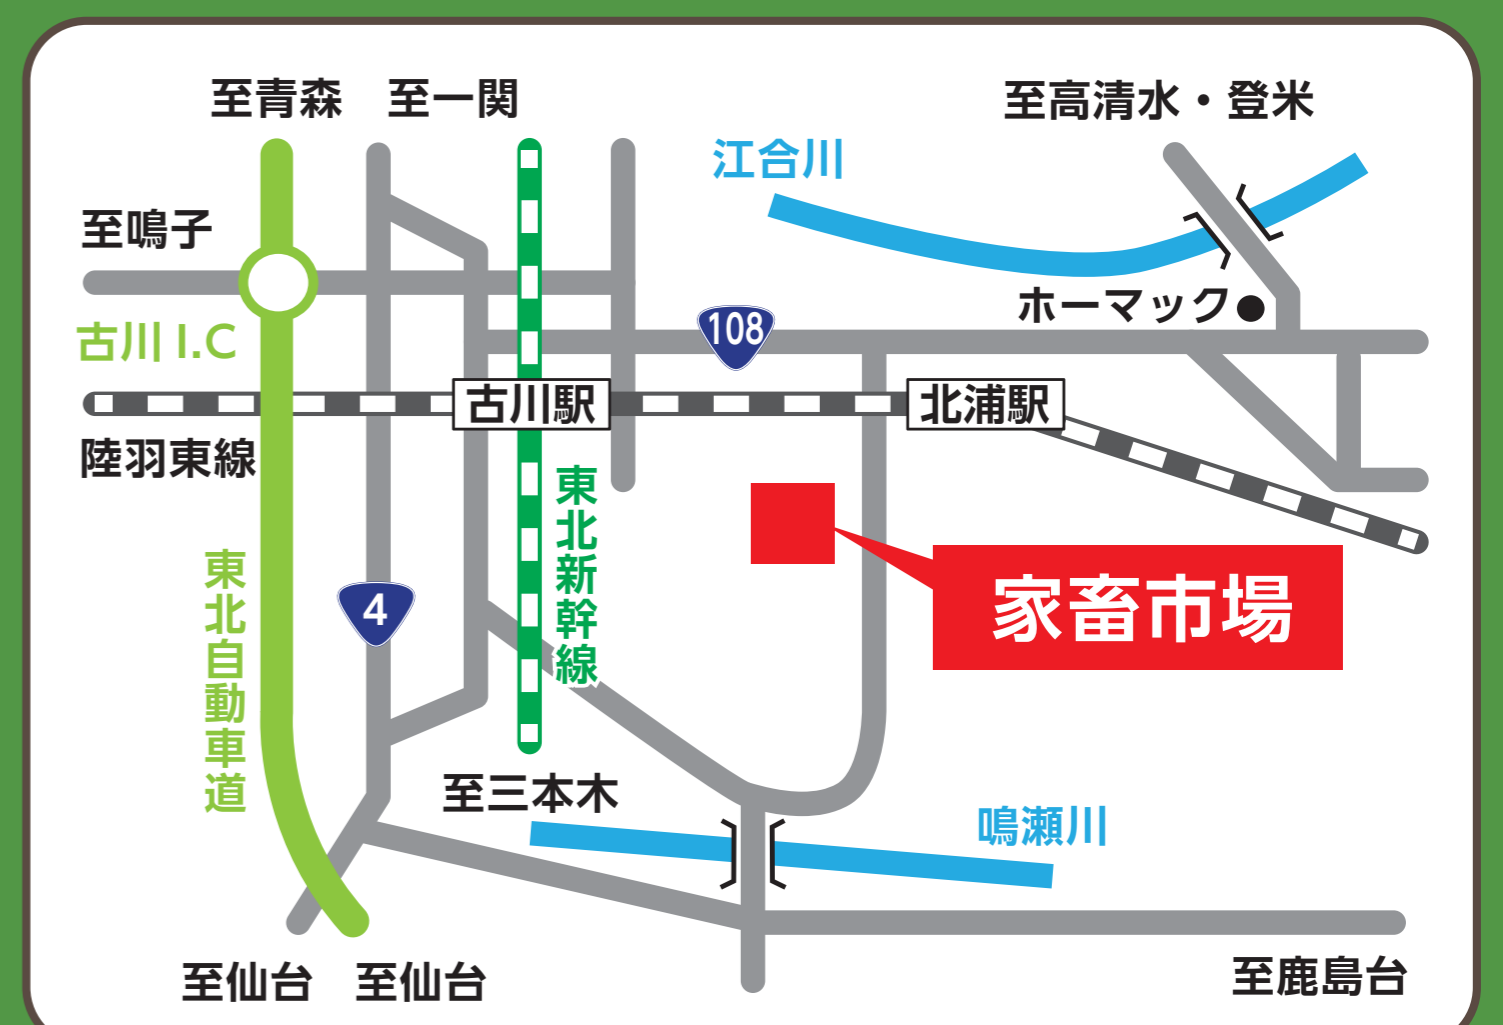 至青森
至一関
至高清水・登米
江合川
至鳴子
ホーマック
108
古川 I.C
古川駅
北浦駅
陸羽東線
東北新幹線
家畜市場
東北自動車道
4
至三本木
鳴瀬川
至仙台
至仙台
至鹿島台